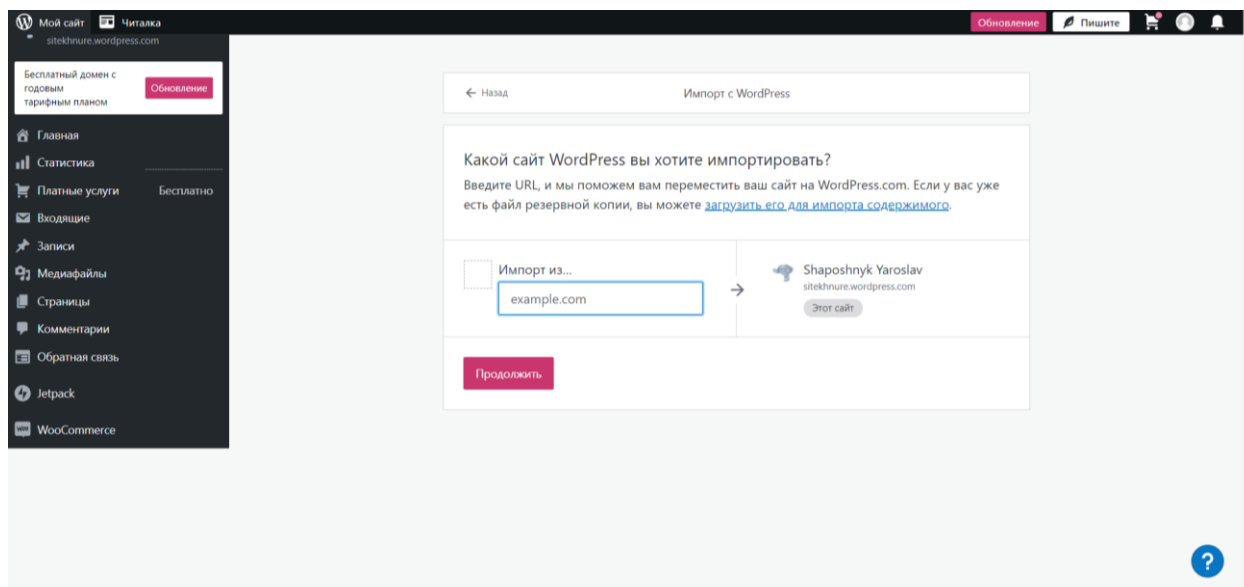 Мой сайт
Читалка
Обновление
Пишите
sitekhnure.wordpress.com
Бесплатный домен с
годовым
тарифным планом
Обновление
Главная
Статистика
Платные услуги Бесплатно
Входящие
Записи
Медиафайлы
Страницы
Комментарии
Обратная связь
Jetpack
WooCommerce
← Назад
Импорт с WordPress
Какой сайт WordPress вы хотите импортировать?
Введите URL, и мы поможем вам переместить ваш сайт на WordPress.com. Если у вас уже
есть файл резервной копии, вы можете загрузить его для импорта содержимого.
Импорт из...
example.com
→
Shaposhnyk Yaroslav
sitekhnure.wordpress.com
Этот сайт
Продолжить
?